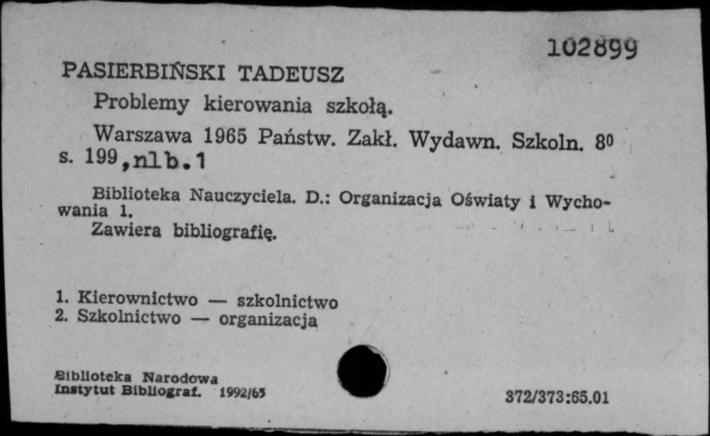 102899
PASIERBIŃSKI TADEUSZ
Problemy kierowania szkołą.
Warszawa 1965 Państw. Zakł. Wydawn. Szkoln. 8⁰
s. 199,nlb.1
Biblioteka Nauczyciela. D.: Organizacja Oświaty i Wycho-
wania 1.
Zawiera bibliografię.
1. Kierownictwo — szkolnictwo
2. Szkolnictwo — organizacja
Biblioteka Narodowa
Instytut Bibliograf. 1992/65
372/373:65.01